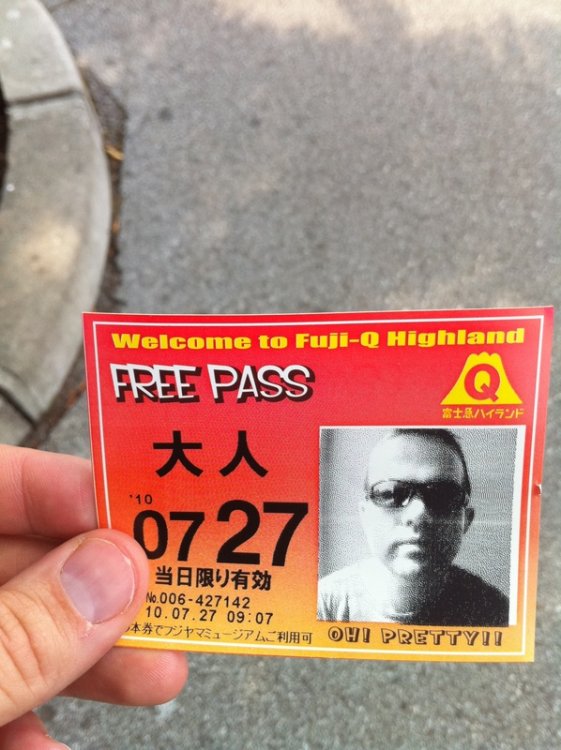 Welcome to Fuji-Q Highland
FREE PASS
Q
富士急ハイランド
大人
'10
07 27
当日限り有効
No.006-427142
10.07.27 09:07
本券でフジヤマミュージアムご利用可
OH! PRETTY!!